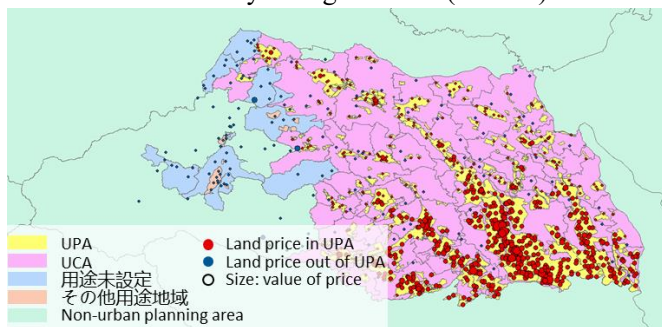 UPA
UCA
用途未設定
その他用途地域
Non-urban planning area
Land price in UPA
Land price out of UPA
Size: value of price